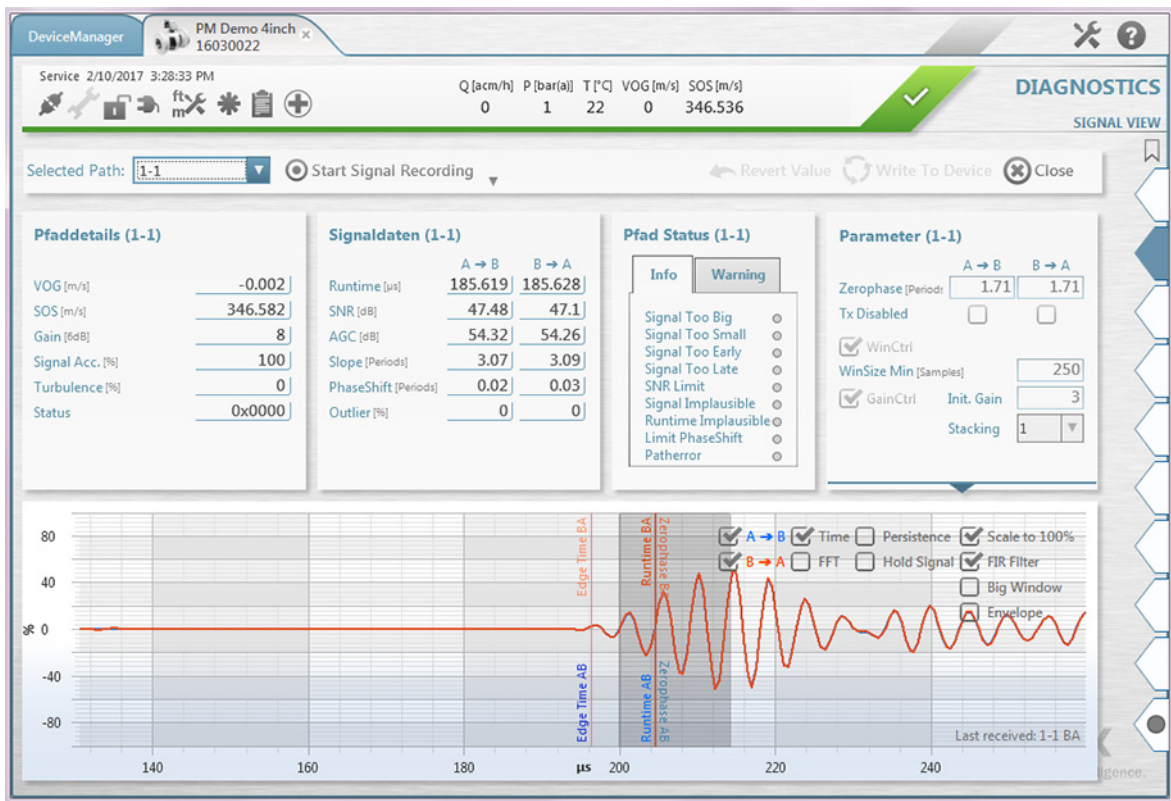 DeviceManager
PM Demo 4inch
16030022
Service 2/10/2017 3:28:33 PM
Q [acm/h] P [bar(a)] T [°C] VOG [m/s] SOS [m/s]
0 1 22 0 346.536
DIAGNOSTICS
SIGNAL VIEW
Selected Path: 1-1
Start Signal Recording
Revert Value
Write To Device
Close
Pfaddetails (1-1)
VOG [m/s] -0.002
SOS [m/s] 346.582
Gain [6dB] 8
Signal Acc. [%] 100
Turbulence [%] 0
Status 0x0000
Signaldaten (1-1)
A → B B → A
Runtime [µs] 185.619 185.628
SNR [dB] 47.48 47.1
AGC [dB] 54.32 54.26
Slope [Periods] 3.07 3.09
PhaseShift [Periods] 0.02 0.03
Outlier [%] 0 0
Pfad Status (1-1)
Info Warning
Signal Too Big
Signal Too Small
Signal Too Early
Signal Too Late
SNR Limit
Signal Implausible
Runtime Implausible
Limit PhaseShift
Patherror
Parameter (1-1)
A → B B → A
Zerophase [Period: 1.71 1.71
Tx Disabled
WinCtrl
WinSize Min [Samples] 250
GainCtrl Init. Gain 3
Stacking 1
A → B Time Persistence Scale to 100%
B → A FFT Hold Signal FIR Filter
Big Window
Envelope
Edge Time BA
Runtime BA
Zerophase B
Edge Time AB
Runtime AB
Zerophase AB
80
40
% 0
-40
-80
Last received: 1-1 BA
140 160 180 µs 200 220 240
igence.